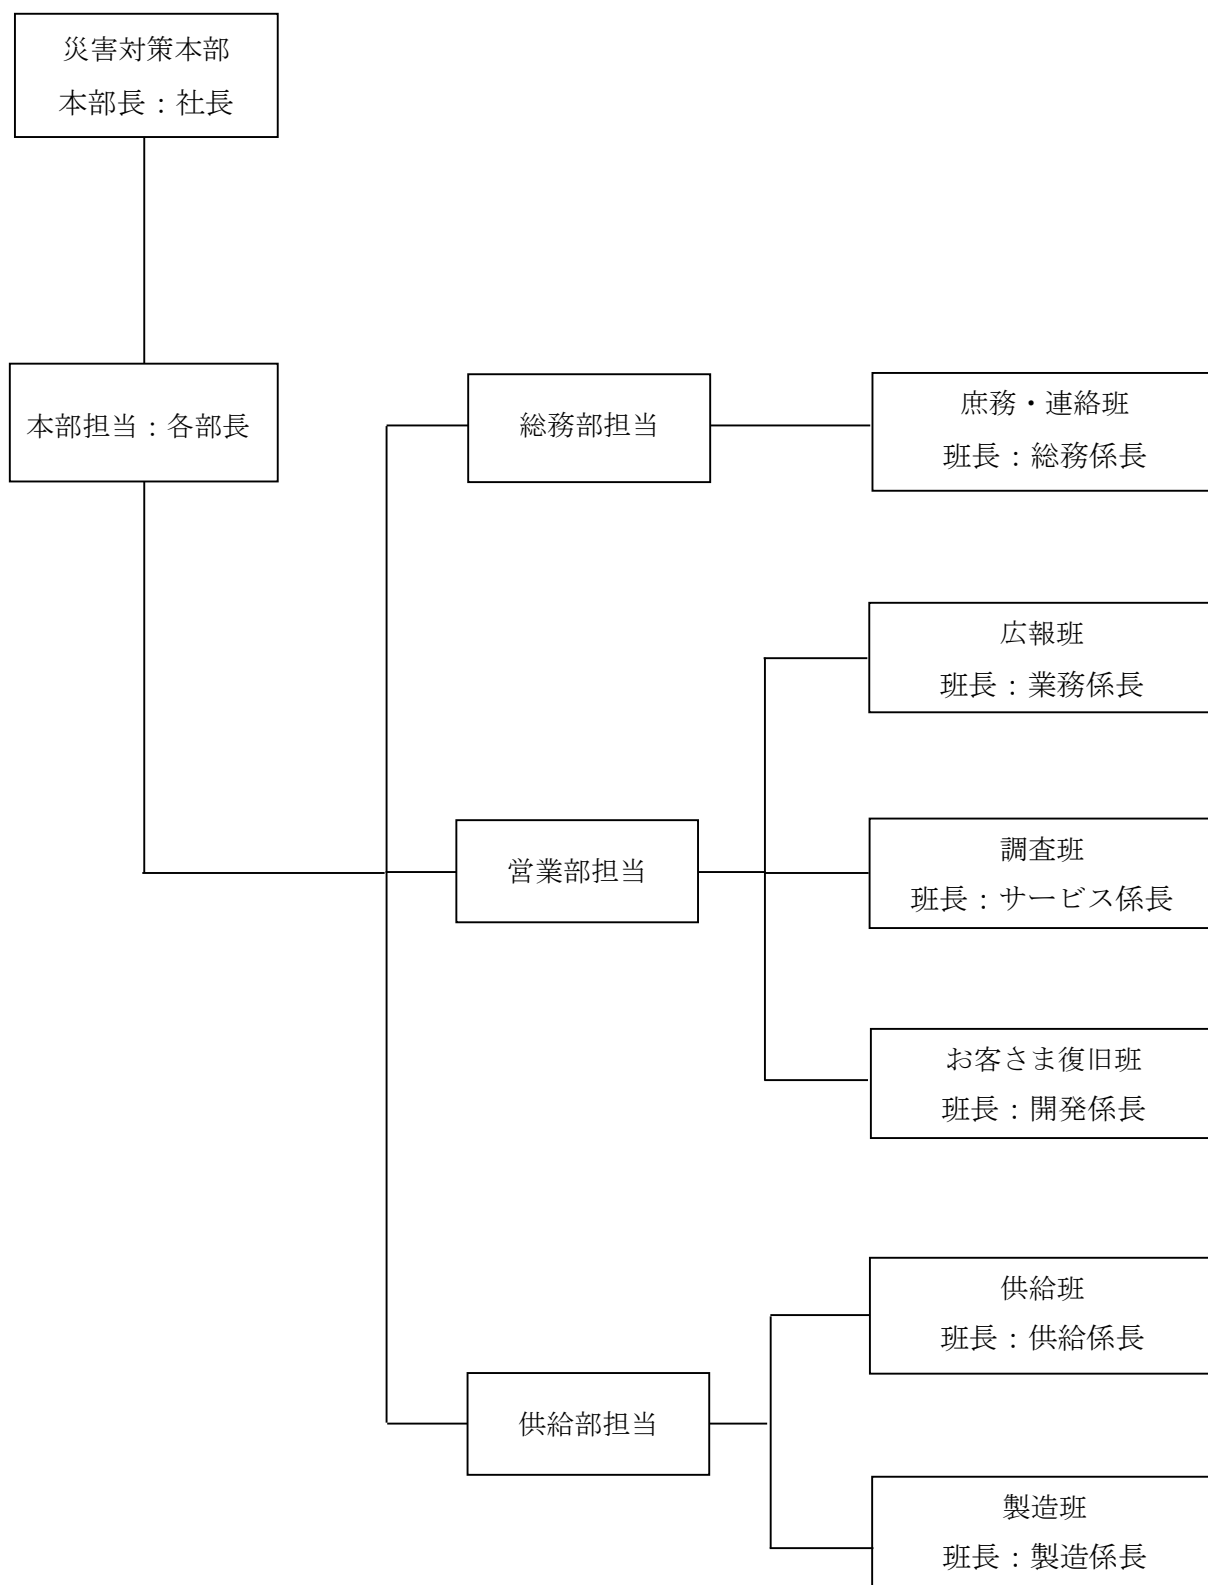 災害対策本部
本部長：社長
本部担当：各部長
総務部担当
庶務・連絡班
班長：総務係長
営業部担当
広報班
班長：業務係長
調査班
班長：サービス係長
お客さま復旧班
班長：開発係長
供給部担当
供給班
班長：供給係長
製造班
班長：製造係長